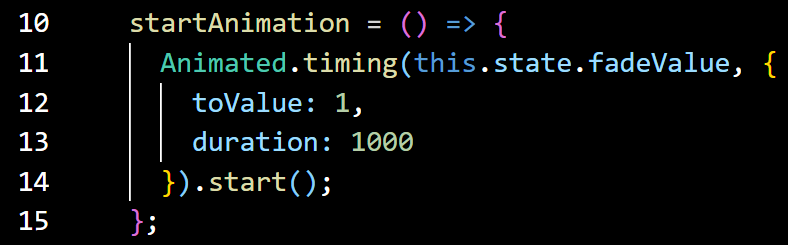 10 startAnimation = () => {
11 Animated.timing(this.state.fadeValue, {
12 toValue: 1,
13 duration: 1000
14 }).start();
15 };